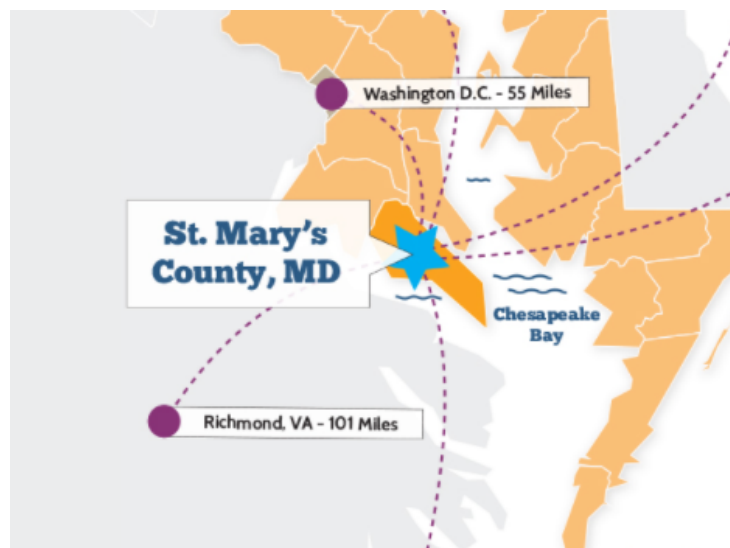 Washington D.C. - 55 Miles
St. Mary's
County, MD
Chesapeake
Bay
Richmond, VA - 101 Miles